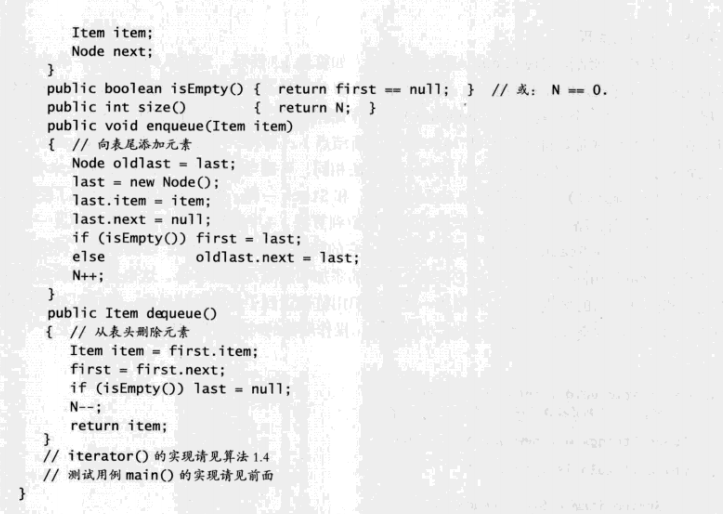 Item item;
Node next;
}
public boolean isEmpty() { return first == null; } // 或: N == 0.
public int size() { return N; }
public void enqueue(Item item)
{ // 向表尾添加元素
Node oldlast = last;
last = new Node();
last.item = item;
last.next = null;
if (isEmpty()) first = last;
else oldlast.next = last;
N++;
}
public Item dequeue()
{ // 从表头删除元素
Item item = first.item;
first = first.next;
if (isEmpty()) last = null;
N--;
return item;
}
// iterator() 的实现请见算法 1.4
// 测试用例 main() 的实现请见前面
}